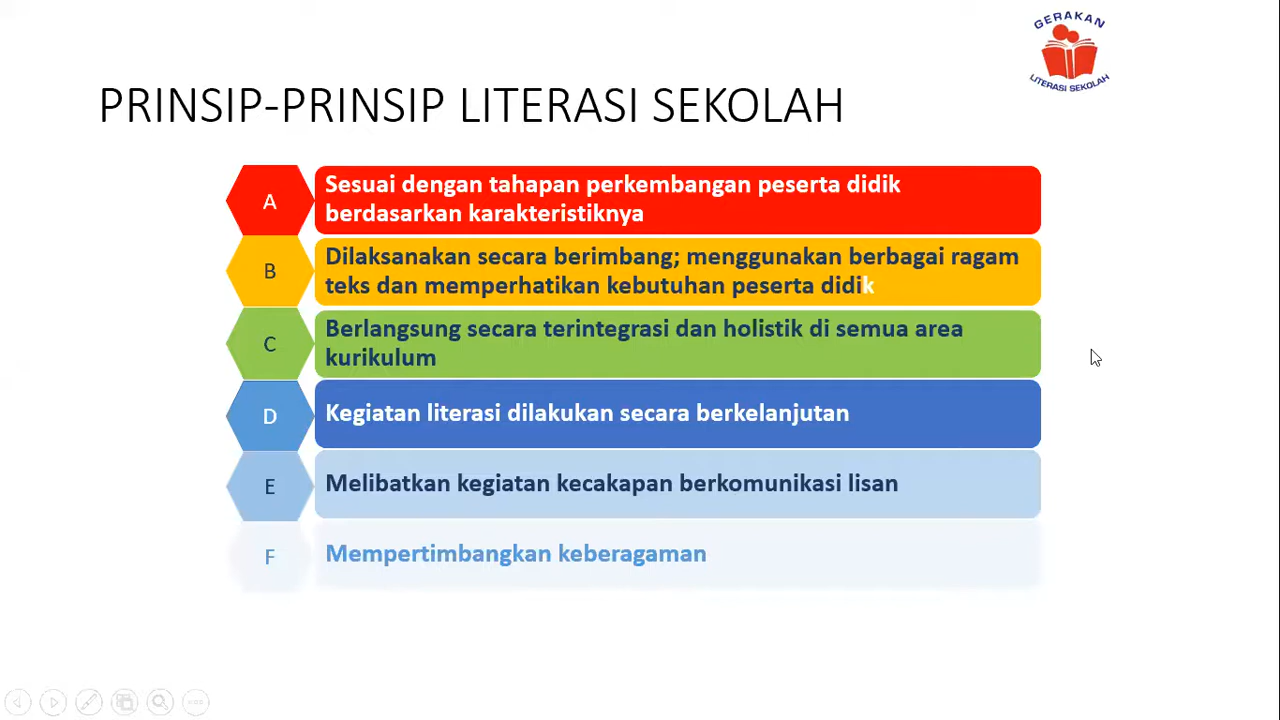 GERAKAN
LITERASI SEKOLAH
PRINSIP-PRINSIP LITERASI SEKOLAH
A
Sesuai dengan tahapan perkembangan peserta didik
berdasarkan karakteristiknya
B
Dilaksanakan secara berimbang; menggunakan berbagai ragam
teks dan memperhatikan kebutuhan peserta didik
C
Berlangsung secara terintegrasi dan holistik di semua area
kurikulum
D
Kegiatan literasi dilakukan secara berkelanjutan
E
Melibatkan kegiatan kecakapan berkomunikasi lisan
F
Mempertimbangkan keberagaman